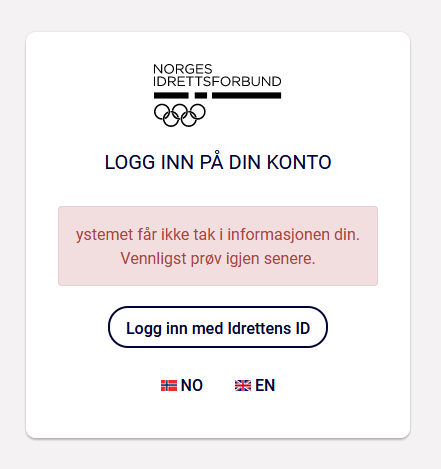 NORGES
IDRETTSFORBUND
LOGG INN PÅ DIN KONTO
ystemet får ikke tak i informasjonen din.
Vennligst prøv igjen senere.
Logg inn med Idrettens ID
NO EN